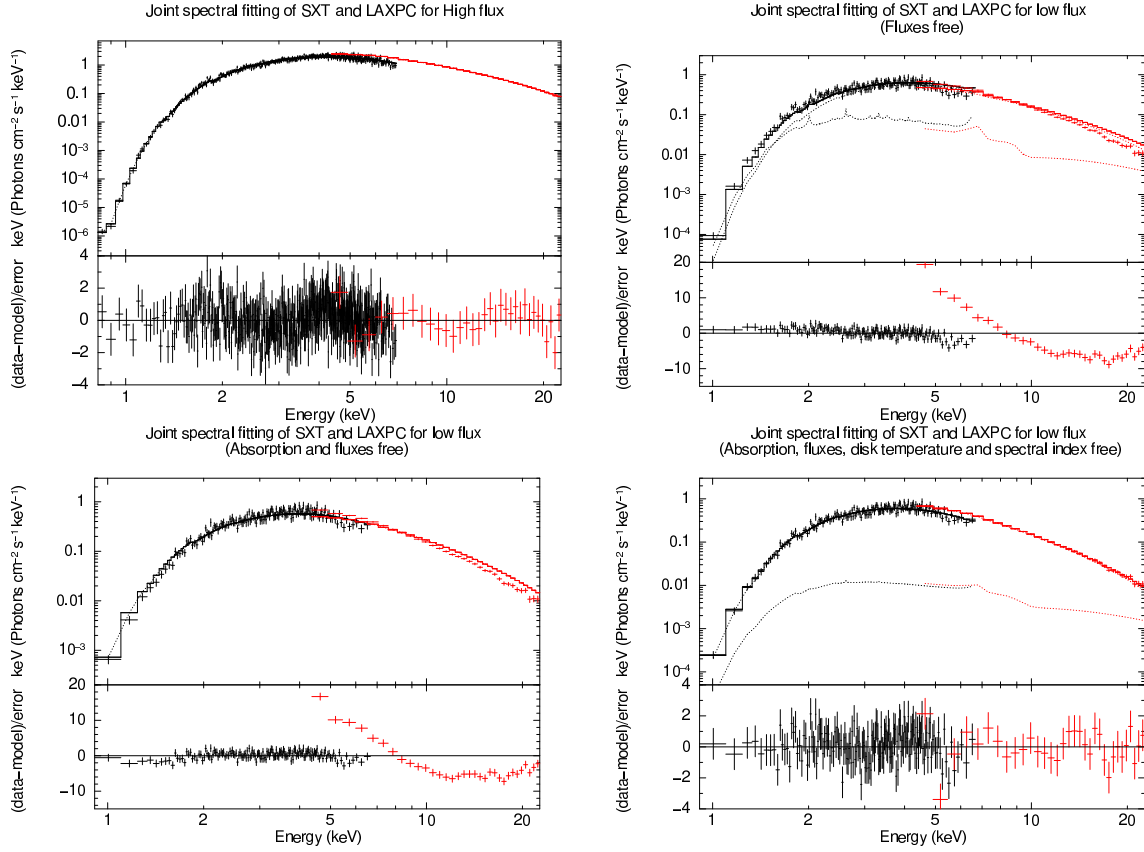 Joint spectral fitting of SXT and LAXPC for High flux
keV (Photons cm⁻² s⁻¹ keV⁻¹)
1
0.1
0.01
10⁻³
10⁻⁴
10⁻⁵
10⁻⁶
(data−model)/error
4
2
0
−2
−4
1 2 5 10 20
Energy (keV)
Joint spectral fitting of SXT and LAXPC for low flux
(Fluxes free)
keV (Photons cm⁻² s⁻¹ keV⁻¹)
1
0.1
0.01
10⁻³
10⁻⁴
(data−model)/error
20
10
0
−10
1 2 5 10 20
Energy (keV)
Joint spectral fitting of SXT and LAXPC for low flux
(Absorption and fluxes free)
keV (Photons cm⁻² s⁻¹ keV⁻¹)
1
0.1
0.01
10⁻³
(data−model)/error
20
10
0
−10
1 2 5 10 20
Energy (keV)
Joint spectral fitting of SXT and LAXPC for low flux
(Absorption, fluxes, disk temperature and spectral index free)
keV (Photons cm⁻² s⁻¹ keV⁻¹)
1
0.1
0.01
10⁻³
10⁻⁴
(data−model)/error
4
2
0
−2
−4
1 2 5 10 20
Energy (keV)